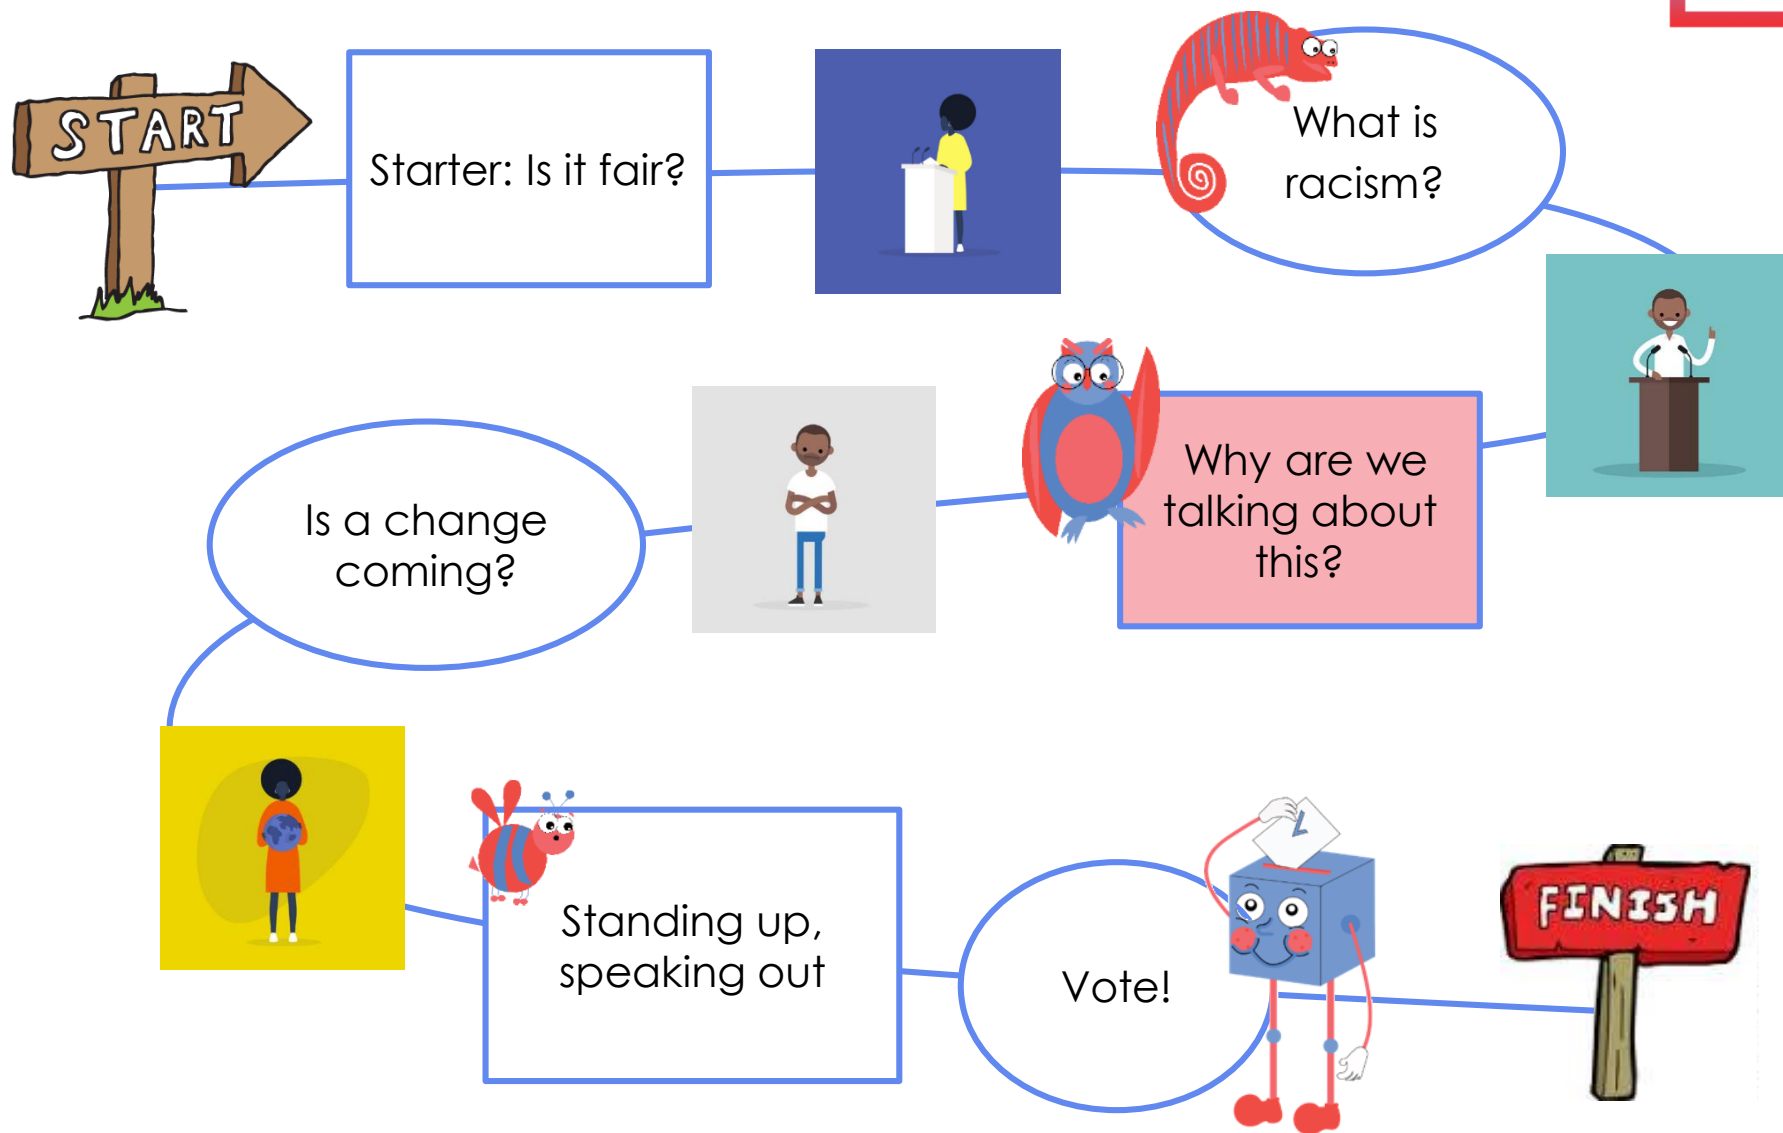 START
Starter: Is it fair?
What is
racism?
Why are we
talking about
this?
Is a change
coming?
Standing up,
speaking out
Vote!
FINISH